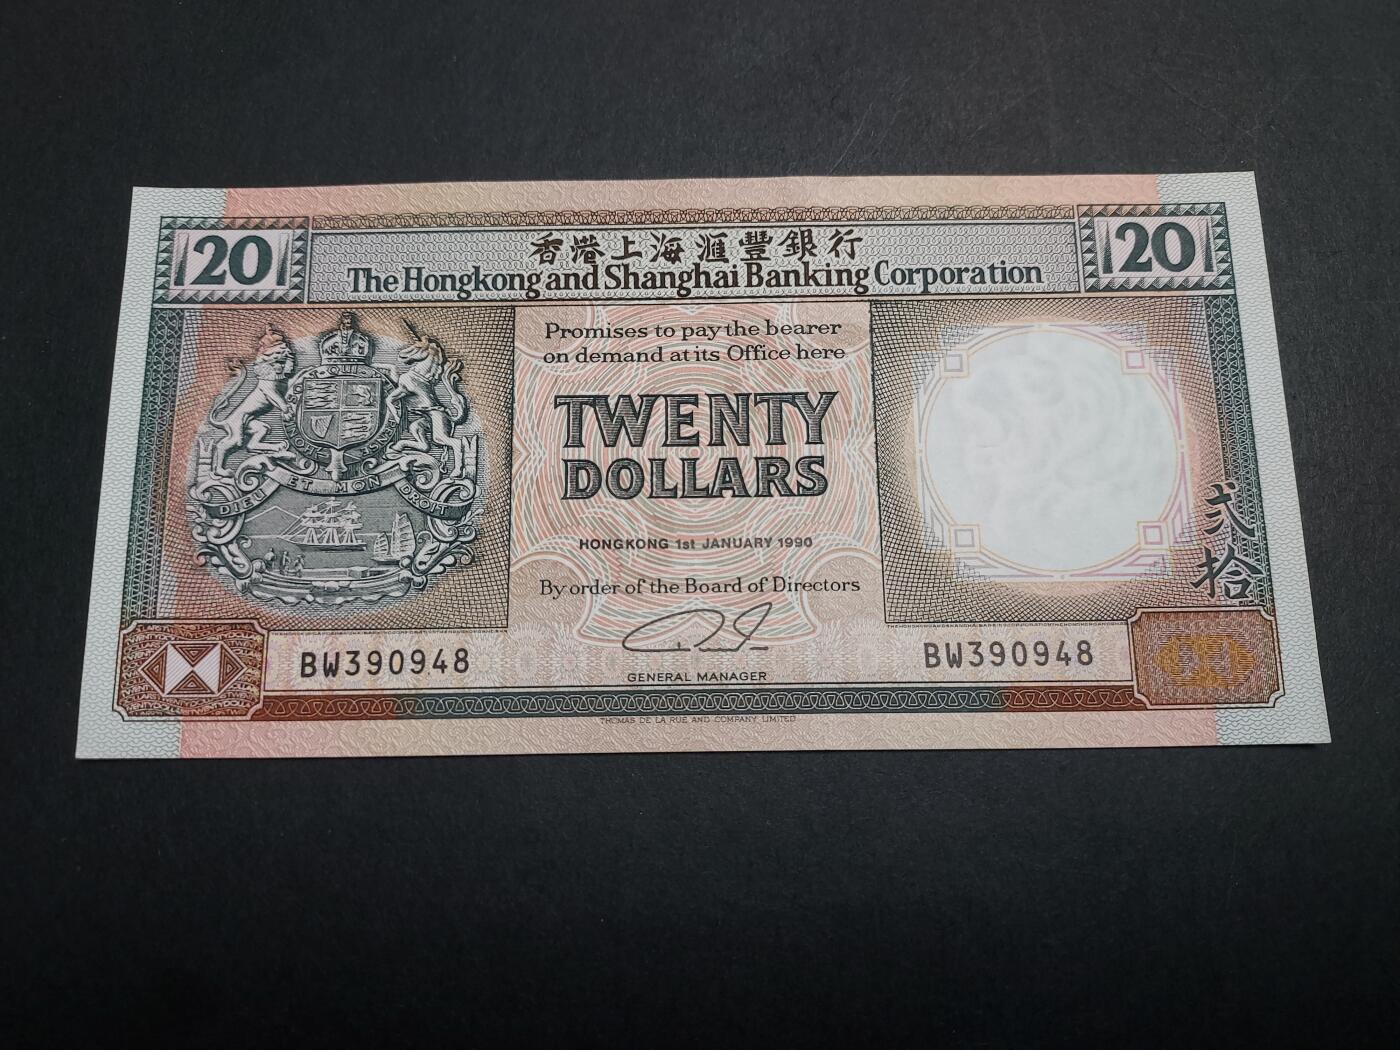 20
香港上海滙豐銀行
20
The Hongkong and Shanghai Banking Corporation
Promises to pay the bearer
on demand at its Office here
TWENTY
DOLLARS
HONGKONG 1st JANUARY 1990
By order of the Board of Directors
GENERAL MANAGER
DIEU ET MON DROIT
貳拾
BW390948
BW390948
THOMAS DE LA RUE AND COMPANY LIMITED